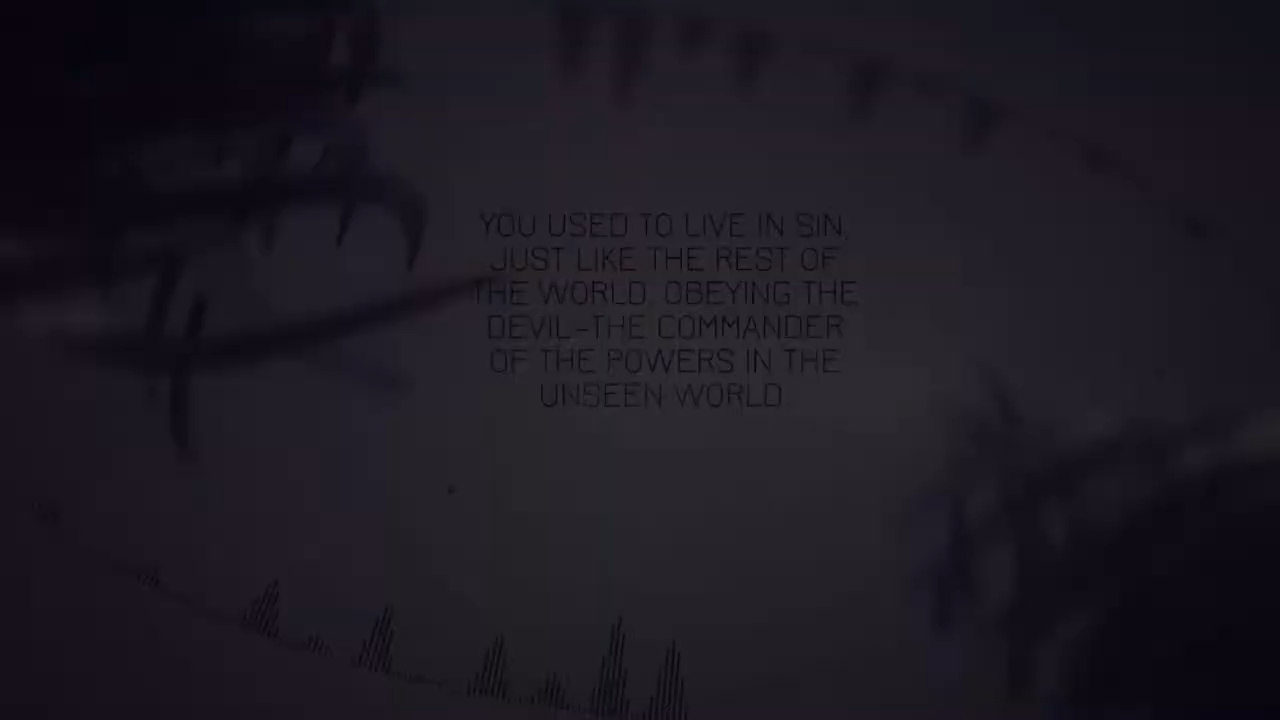 YOU USED TO LIVE IN SIN,
JUST LIKE THE REST OF
THE WORLD, OBEYING THE
DEVIL-THE COMMANDER
OF THE POWERS IN THE
UNSEEN WORLD.